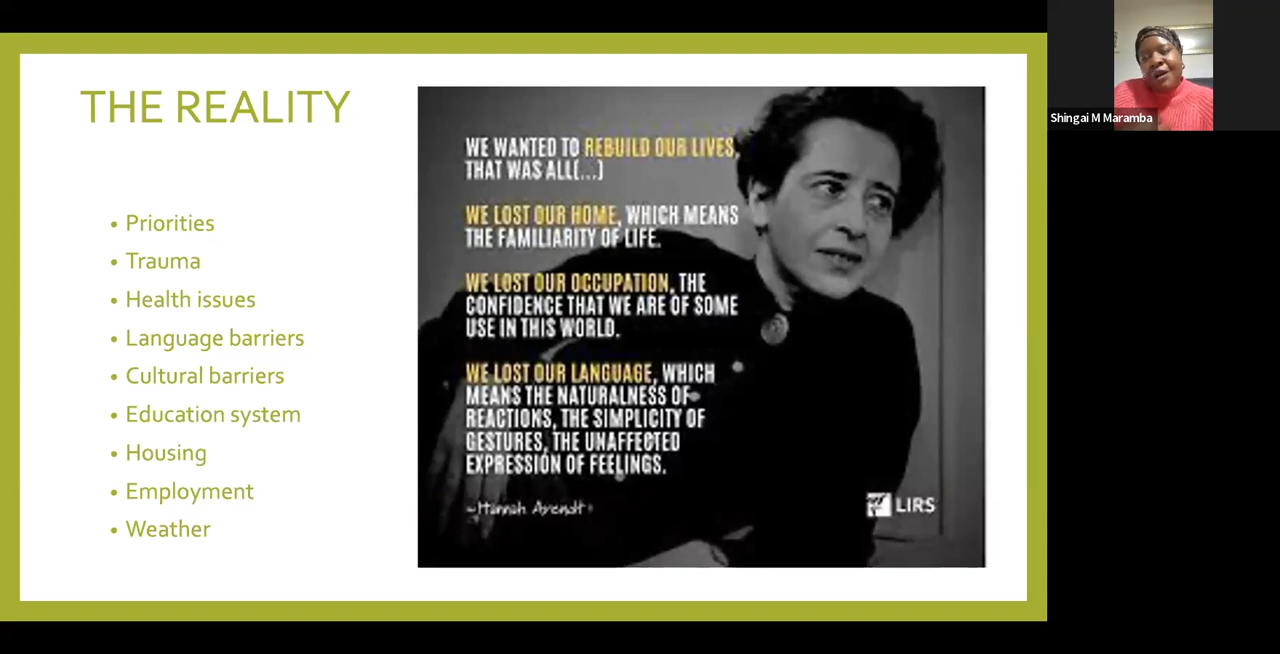 THE REALITY
• Priorities
• Trauma
• Health issues
• Language barriers
• Cultural barriers
• Education system
• Housing
• Employment
• Weather
WE WANTED TO REBUILD OUR LIVES,
THAT WAS ALL(...)
WE LOST OUR HOME, WHICH MEANS
THE FAMILIARITY OF LIFE.
WE LOST OUR OCCUPATION, THE
CONFIDENCE THAT WE ARE OF SOME
USE IN THIS WORLD.
WE LOST OUR LANGUAGE, WHICH
MEANS THE NATURALNESS OF
REACTIONS, THE SIMPLICITY OF
GESTURES, THE UNAFFECTED
EXPRESSION OF FEELINGS.
~Hannah Arendt
LIRS
Shingai M Maramba